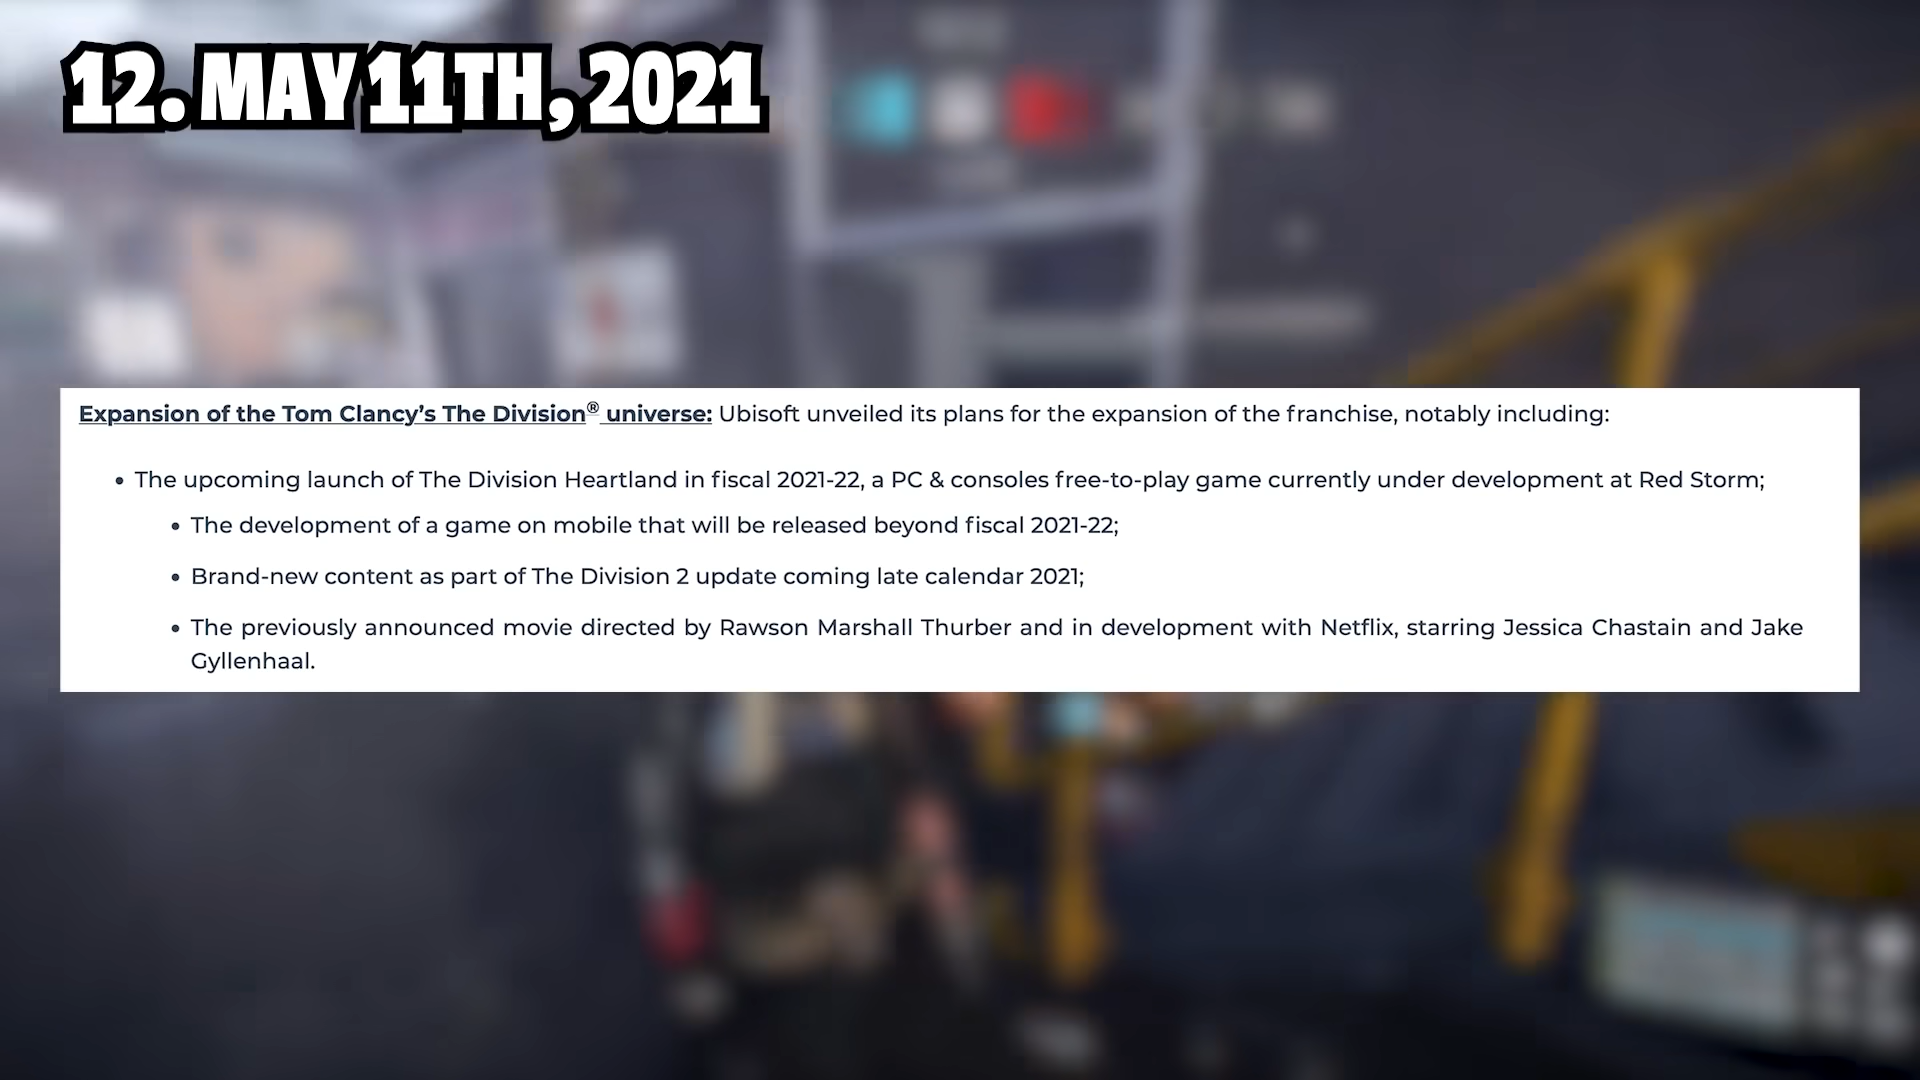 12. MAY 11TH, 2021
Expansion of the Tom Clancy’s The Division® universe: Ubisoft unveiled its plans for the expansion of the franchise, notably including:
• The upcoming launch of The Division Heartland in fiscal 2021-22, a PC & consoles free-to-play game currently under development at Red Storm;
• The development of a game on mobile that will be released beyond fiscal 2021-22;
• Brand-new content as part of The Division 2 update coming late calendar 2021;
• The previously announced movie directed by Rawson Marshall Thurber and in development with Netflix, starring Jessica Chastain and Jake
Gyllenhaal.